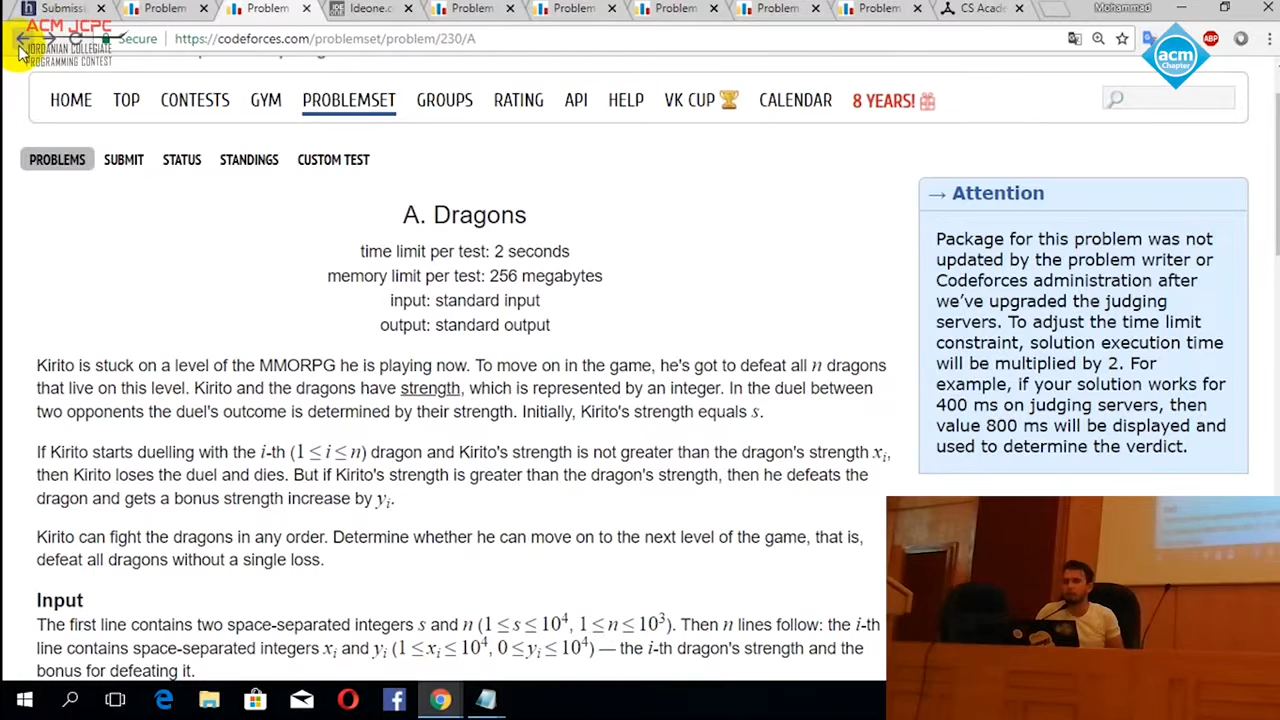 Submiss
Problem
Problem
Ideone.c
Problem
Problem
Problem
Problem
Problem
CS Acade
Mohammad
ACM JCPC
JORDANIAN COLLEGIATE
PROGRAMMING CONTEST
Secure
https://codeforces.com/problemset/problem/230/A
acm
Chapter
HOME TOP CONTESTS GYM PROBLEMSET GROUPS RATING API HELP VK CUP CALENDAR 8 YEARS!
PROBLEMS SUBMIT STATUS STANDINGS CUSTOM TEST
A. Dragons
time limit per test: 2 seconds
memory limit per test: 256 megabytes
input: standard input
output: standard output
Kirito is stuck on a level of the MMORPG he is playing now. To move on in the game, he's got to defeat all n dragons
that live on this level. Kirito and the dragons have strength, which is represented by an integer. In the duel between
two opponents the duel's outcome is determined by their strength. Initially, Kirito's strength equals s.
If Kirito starts duelling with the i-th (1 ≤ i ≤ n) dragon and Kirito's strength is not greater than the dragon's strength xi,
then Kirito loses the duel and dies. But if Kirito's strength is greater than the dragon's strength, then he defeats the
dragon and gets a bonus strength increase by yi.
Kirito can fight the dragons in any order. Determine whether he can move on to the next level of the game, that is,
defeat all dragons without a single loss.
Input
The first line contains two space-separated integers s and n (1 ≤ s ≤ 10⁴, 1 ≤ n ≤ 10³). Then n lines follow: the i-th
line contains space-separated integers xi and yi (1 ≤ xi ≤ 10⁴, 0 ≤ yi ≤ 10⁴) — the i-th dragon's strength and the
bonus for defeating it.
→ Attention
Package for this problem was not
updated by the problem writer or
Codeforces administration after
we've upgraded the judging
servers. To adjust the time limit
constraint, solution execution time
will be multiplied by 2. For
example, if your solution works for
400 ms on judging servers, then
value 800 ms will be displayed and
used to determine the verdict.